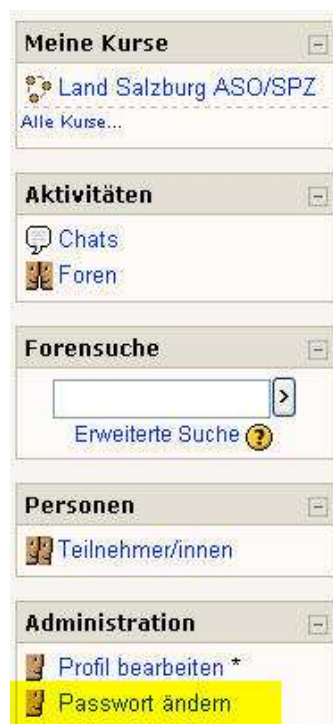 Meine Kurse
Land Salzburg ASO/SPZ
Alle Kurse...
Aktivitäten
Chats
Foren
Forensuche
>
Erweiterte Suche ?
Personen
Teilnehmer/innen
Administration
Profil bearbeiten *
Passwort ändern